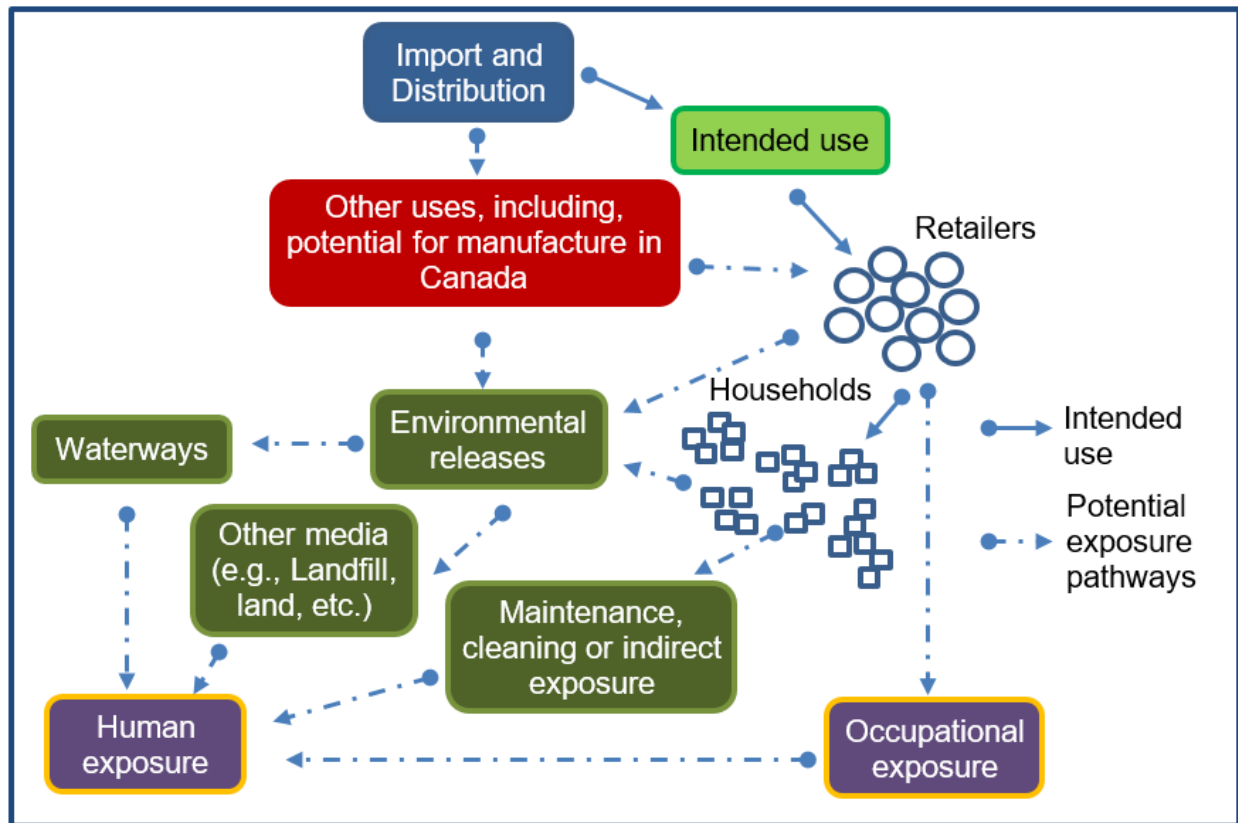 Import and
Distribution
Intended use
Other uses, including,
potential for manufacture in
Canada
Retailers
Households
Environmental
releases
Waterways
Intended
use
Other media
(e.g., Landfill,
land, etc.)
Potential
exposure
pathways
Maintenance,
cleaning or indirect
exposure
Human
exposure
Occupational
exposure